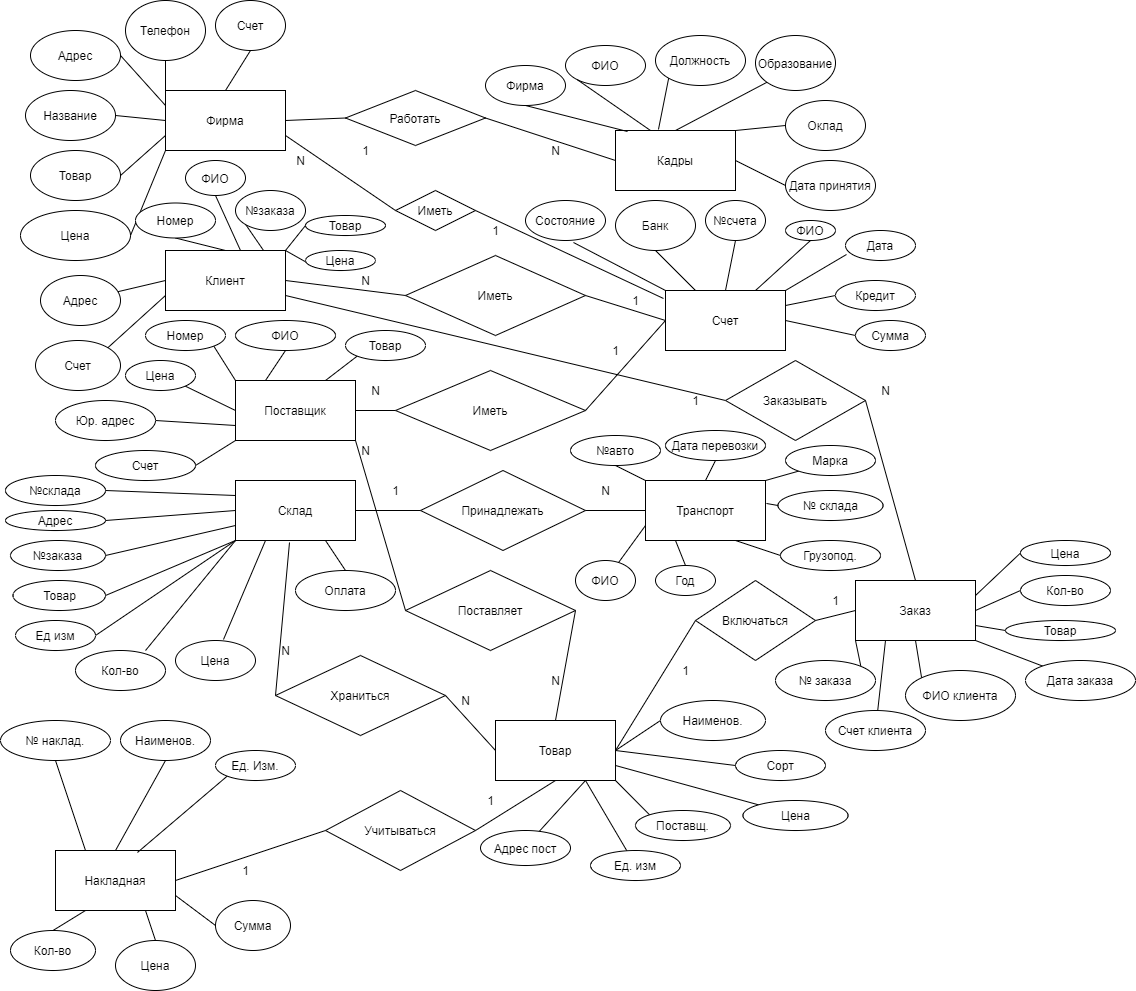 Телефон
Счет
Адрес
ФИО
Должность
Образование
Фирма
Название
Фирма
Работать
Оклад
1
N
Кадры
N
Товар
ФИО
Дата принятия
Номер
№заказа
Товар
Иметь
1
Состояние
Банк
№счета
ФИО
Цена
Цена
Дата
Клиент
N
Иметь
1
Кредит
Адрес
Счет
Номер
ФИО
Товар
Сумма
Счет
1
Цена
N
1
Заказывать
N
Юр. адрес
Поставщик
Иметь
Счет
N
№авто
Дата перевозки
Марка
№склада
1
N
Адрес
Склад
Принадлежать
Транспорт
№ склада
№заказа
Грузопод.
Цена
Товар
Оплата
ФИО
Год
Кол-во
Поставляет
1
Заказ
Ед изм
Включаться
Товар
Кол-во
Цена
N
1
N
№ заказа
Дата заказа
Храниться
N
ФИО клиента
№ наклад.
Наименов.
Наименов.
Счет клиента
Товар
Ед. Изм.
Сорт
1
Учитываться
Поставщ.
Цена
Адрес пост
Ед. изм
1
Накладная
Сумма
Кол-во
Цена